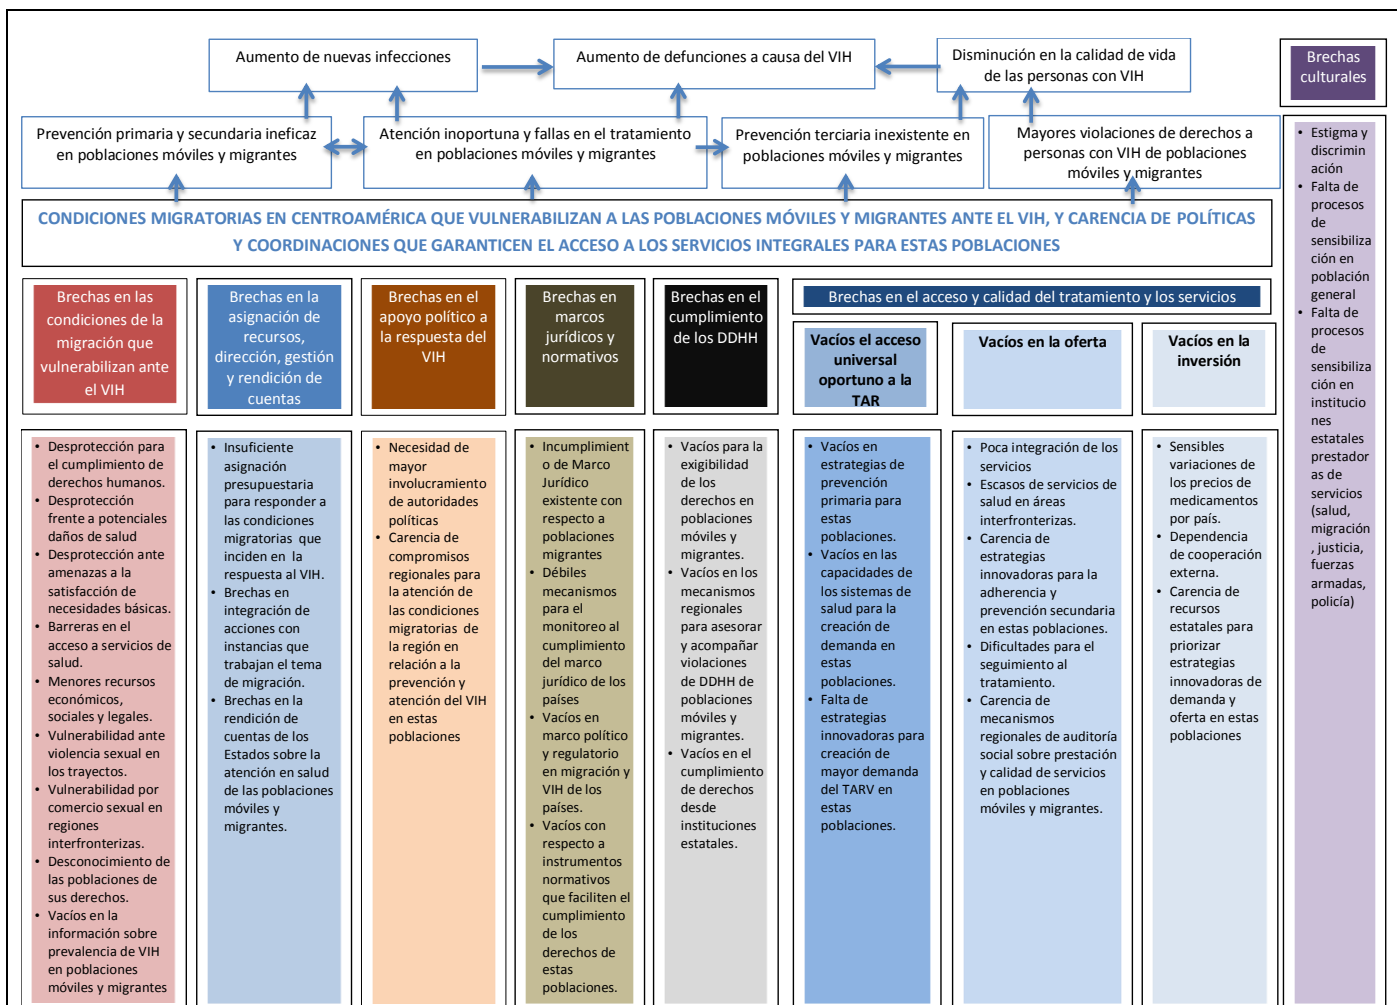 Aumento de nuevas infecciones
Aumento de defunciones a causa del VIH
Disminución en la calidad de vida
de las personas con VIH
Brechas
culturales
Prevención primaria y secundaria ineficaz
en poblaciones móviles y migrantes
Atención inoportuna y fallas en el tratamiento
en poblaciones móviles y migrantes
Prevención terciaria inexistente en
poblaciones móviles y migrantes
Mayores violaciones de derechos a
personas con VIH de poblaciones
móviles y migrantes
CONDICIONES MIGRATORIAS EN CENTROAMÉRICA QUE VULNERABILIZAN A LAS POBLACIONES MÓVILES Y MIGRANTES ANTE EL VIH, Y CARENCIA DE POLÍTICAS
Y COORDINACIONES QUE GARANTICEN EL ACCESO A LOS SERVICIOS INTEGRALES PARA ESTAS POBLACIONES
Brechas en las
condiciones de la
migración que
vulnerabilizan ante
el VIH
Brechas en la
asignación de
recursos,
dirección, gestión
y rendición de
cuentas
Brechas en el
apoyo político a
la respuesta del
VIH
Brechas en
marcos
jurídicos y
normativos
Brechas en el
cumplimiento
de los DDHH
Brechas en el acceso y calidad del tratamiento y los servicios
Vacíos el acceso
universal
oportuno a la
TAR
Vacíos en la oferta
Vacíos en la
inversión
• Desprotección para
el cumplimiento de
derechos humanos.
• Desprotección
frente a potenciales
daños de salud
• Desprotección ante
amenazas a la
satisfacción de
necesidades básicas.
• Barreras en el
acceso a servicios de
salud.
• Menores recursos
económicos,
sociales y legales.
• Vulnerabilidad ante
violencia sexual en
los trayectos.
• Vulnerabilidad por
comercio sexual en
regiones
interfronterizas.
• Desconocimiento de
las poblaciones de
sus derechos.
• Vacíos en la
información sobre
prevalencia de VIH
en poblaciones
móviles y migrantes
• Insuficiente
asignación
presupuestaria
para responder a
las condiciones
migratorias que
inciden en la
respuesta al VIH.
• Brechas en
integración de
acciones con
instancias que
trabajan el tema
de migración.
• Brechas en la
rendición de
cuentas de los
Estados sobre la
atención en salud
de las poblaciones
móviles y
migrantes.
• Necesidad de
mayor
involucramiento
de autoridades
políticas
• Carencia de
compromisos
regionales para
la atención de
las condiciones
migratorias de
la región en
relación a la
prevención y
atención del VIH
en estas
poblaciones
• Incumplimient
o de Marco
Jurídico
existente con
respecto a
poblaciones
migrantes
• Débiles
mecanismos
para el
monitoreo al
cumplimiento
del marco
jurídico de los
países
• Vacíos en
marco político
y regulatorio
en migración y
VIH de los
países.
• Vacíos con
respecto a
instrumentos
normativos
que faciliten el
cumplimiento
de los
derechos de
estas
poblaciones.
• Vacíos para la
exigibilidad
de los
derechos en
poblaciones
móviles y
migrantes.
• Vacíos en los
mecanismos
regionales
para asesorar
y acompañar
violaciones
de DDHH de
poblaciones
móviles y
migrantes.
• Vacíos en el
cumplimiento
de derechos
desde
instituciones
estatales.
• Vacíos en
estrategias de
prevención
primaria para
estas
poblaciones.
• Vacíos en las
capacidades de
los sistemas de
salud para la
creación de
demanda en
estas
poblaciones.
• Falta de
estrategias
innovadoras para
creación de
mayor demanda
del TARV en
estas
poblaciones.
• Poca integración de los
servicios
• Escasos de servicios de
salud en áreas
interfronterizas.
• Carencia de
estrategias
innovadoras para la
adherencia y
prevención secundaria
en estas poblaciones.
• Dificultades para el
seguimiento al
tratamiento.
• Carencia de
mecanismos
regionales de auditoría
social sobre prestación
y calidad de servicios
en poblaciones
móviles y migrantes.
• Sensibles
variaciones de
los precios de
medicamentos
por país.
• Dependencia
de cooperación
externa.
• Carencia de
recursos
estatales para
priorizar
estrategias
innovadoras de
demanda y
oferta en estas
poblaciones
• Estigma y
discrimin
ación
• Falta de
procesos
de
sensibiliza
ción en
población
general
• Falta de
procesos
de
sensibiliza
ción en
institucio
nes
estatales
prestador
as de
servicios
(salud,
migración
, justicia,
fuerzas
armadas,
policía)